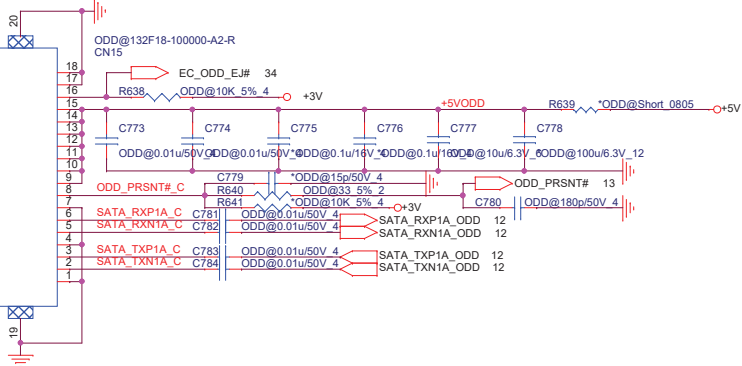 20
ODD@132F18-100000-A2-R
CN15
18
17
16
15
14
13
12
11
10
9
8
7
6
5
4
3
2
1
19
EC_ODD_EJ# 34
R638 ODD@10K_5%_4 +3V
+5VODD R639 *ODD@Short_0805 +5V
C773 C774 C775 C776 C777 C778
ODD@0.01u/50V_4 ODD@0.01u/50V_4 *ODD@0.1u/16V_4 *ODD@0.1u/16V_4 ODD@10u/6.3V_6 *ODD@100u/6.3V_12
C779 *ODD@15p/50V_4
ODD_PRSNT#_C R640 ODD@33_5%_2 ODD_PRSNT# 13
R641 *ODD@10K_5%_4 +3V
C780 ODD@180p/50V_4
SATA_RXP1A_C C781 ODD@0.01u/50V_4 SATA_RXP1A_ODD 12
SATA_RXN1A_C C782 ODD@0.01u/50V_4 SATA_RXN1A_ODD 12
SATA_TXP1A_C C783 ODD@0.01u/50V_4 SATA_TXP1A_ODD 12
SATA_TXN1A_C C784 ODD@0.01u/50V_4 SATA_TXN1A_ODD 12